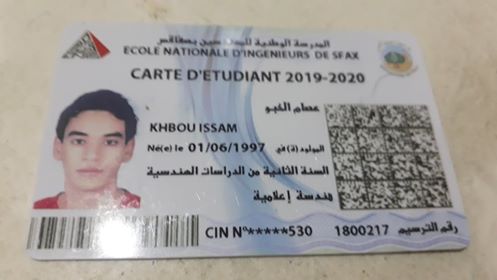 المدرسة الوطنية للمهندسين بصفاقس
ECOLE NATIONALE D'INGENIEURS DE SFAX
CARTE D'ETUDIANT 2019-2020
عصام الخبو
KHBOU ISSAM
Né(e) le 01/06/1997 المولود (ة) في
السنة الثانية من الدراسات الهندسية
هندسة إعلامية
CIN N°*****530 1800217 رقم الترسيم